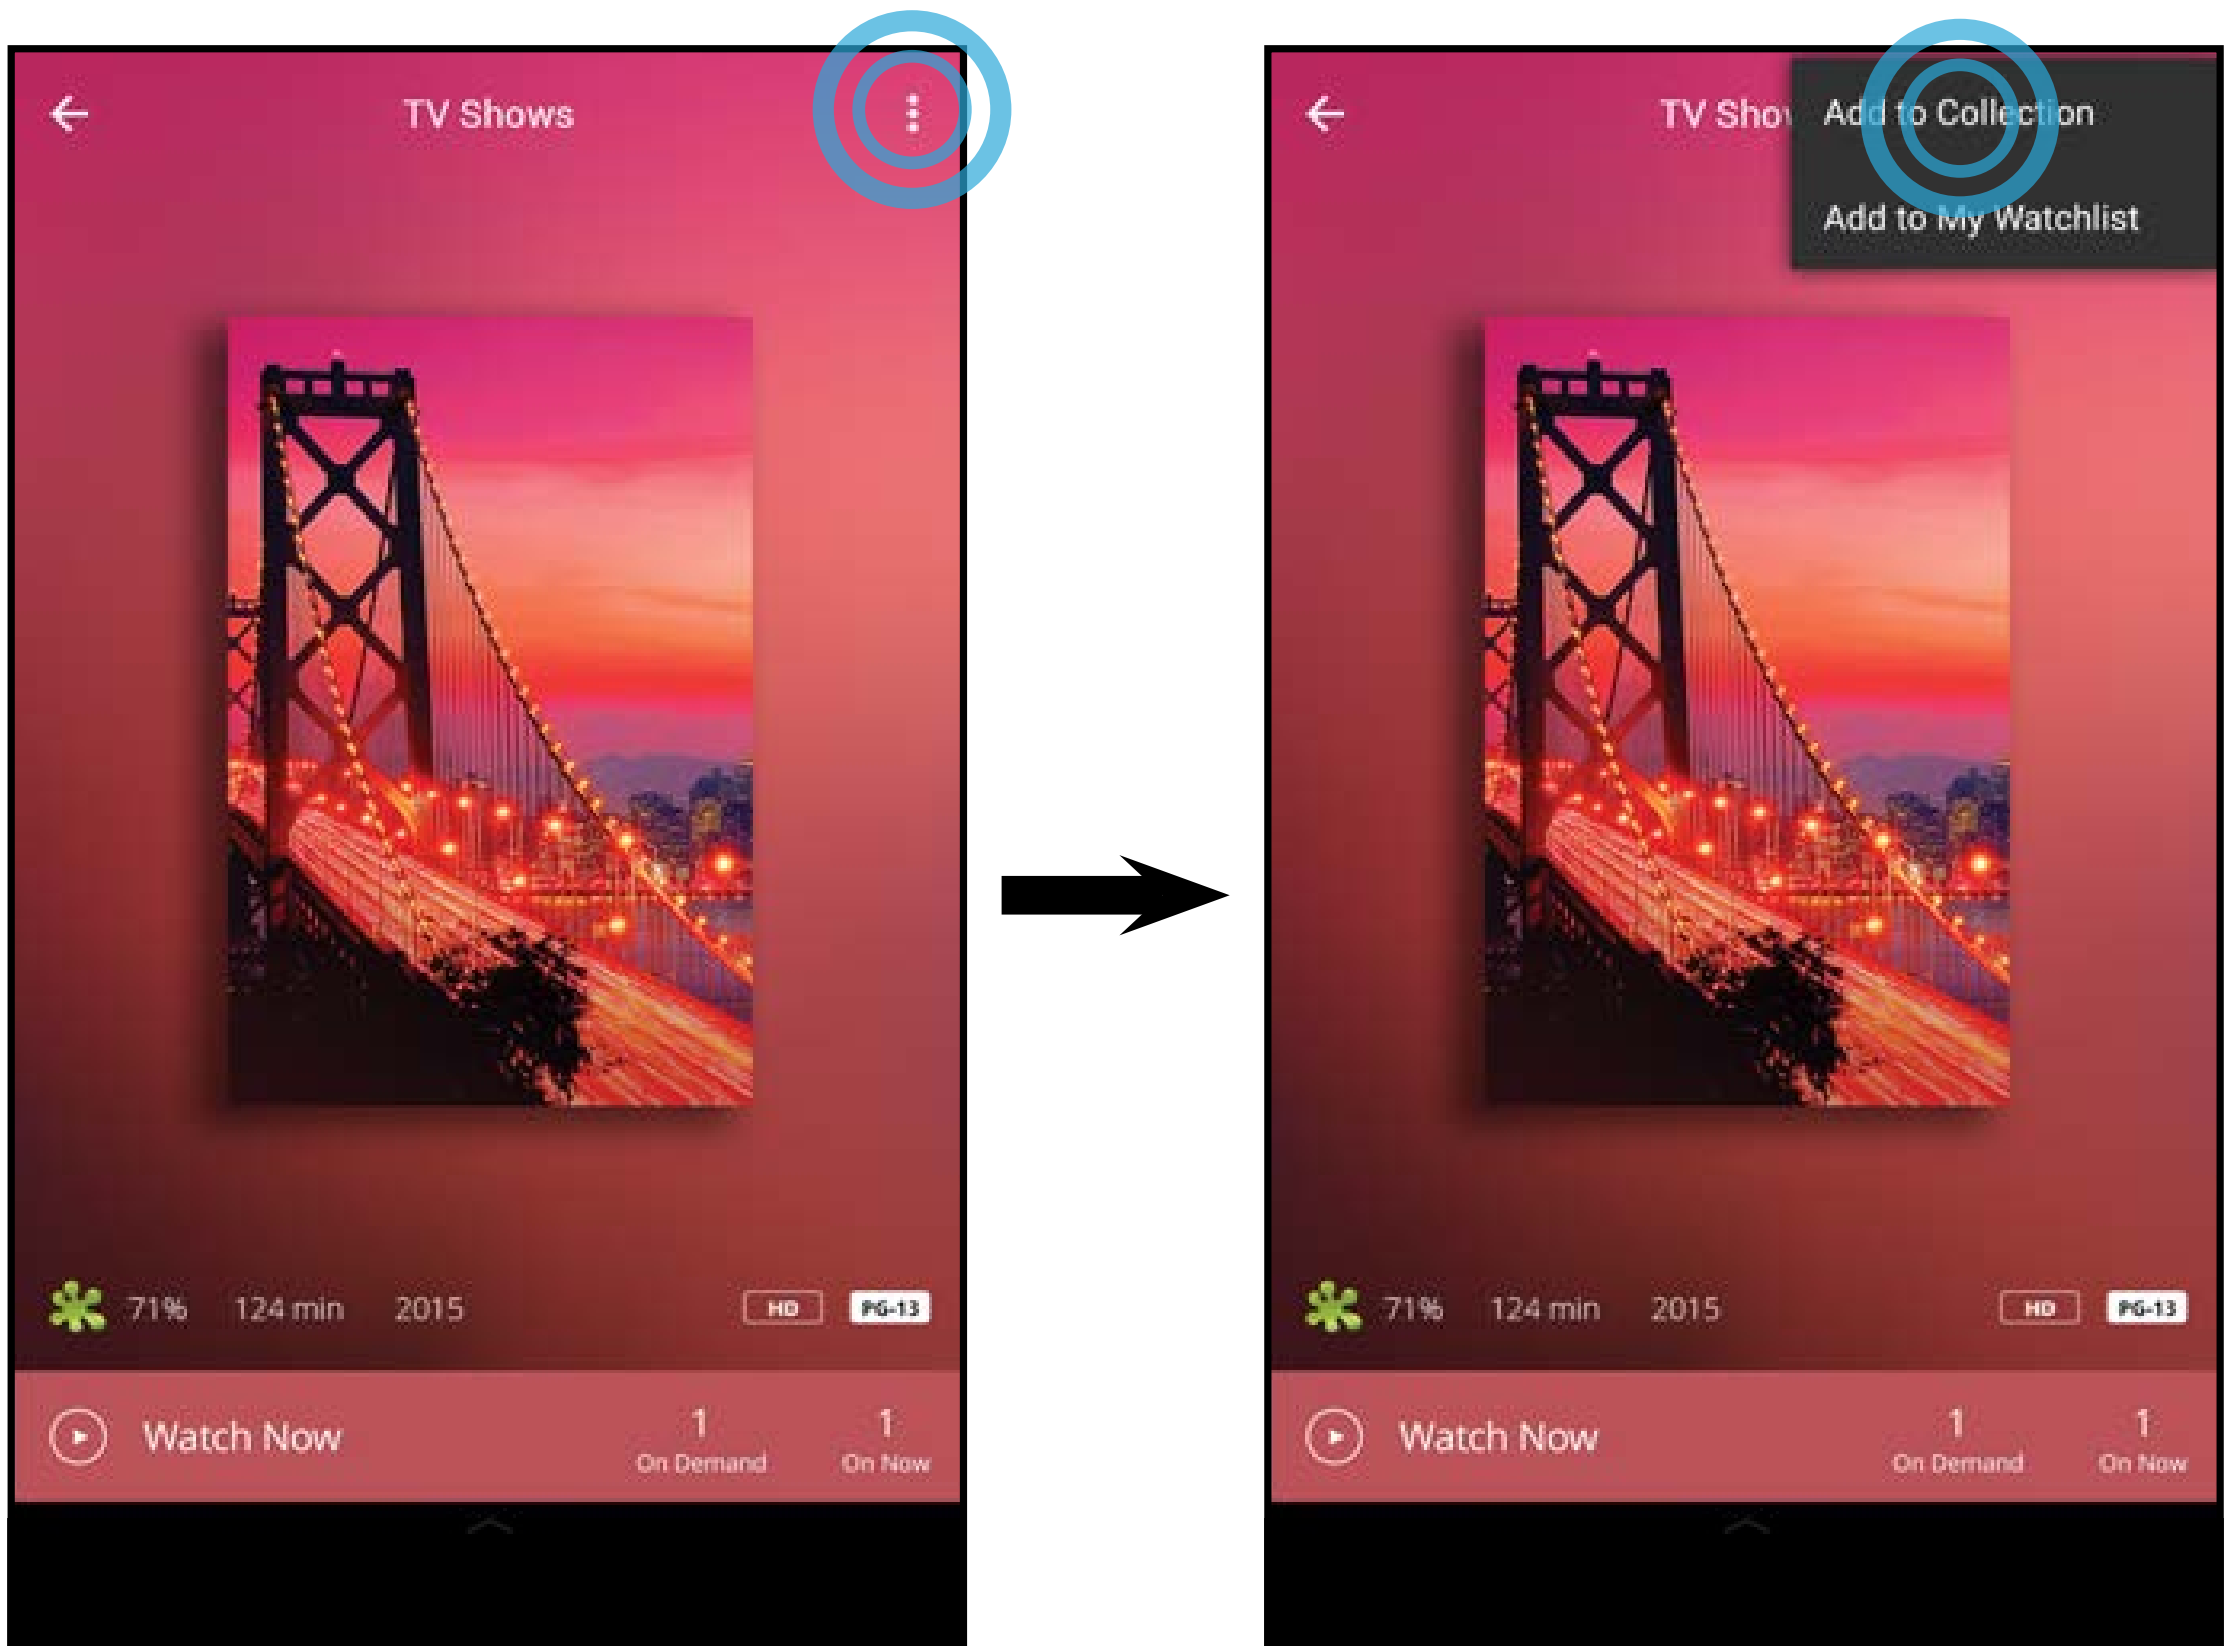 TV Shows
71% 124 min 2015 HD PG-13
Watch Now 1 On Demand 1 On Now
TV Show
Add to Collection
Add to My Watchlist
71% 124 min 2015 HD PG-13
Watch Now 1 On Demand 1 On Now